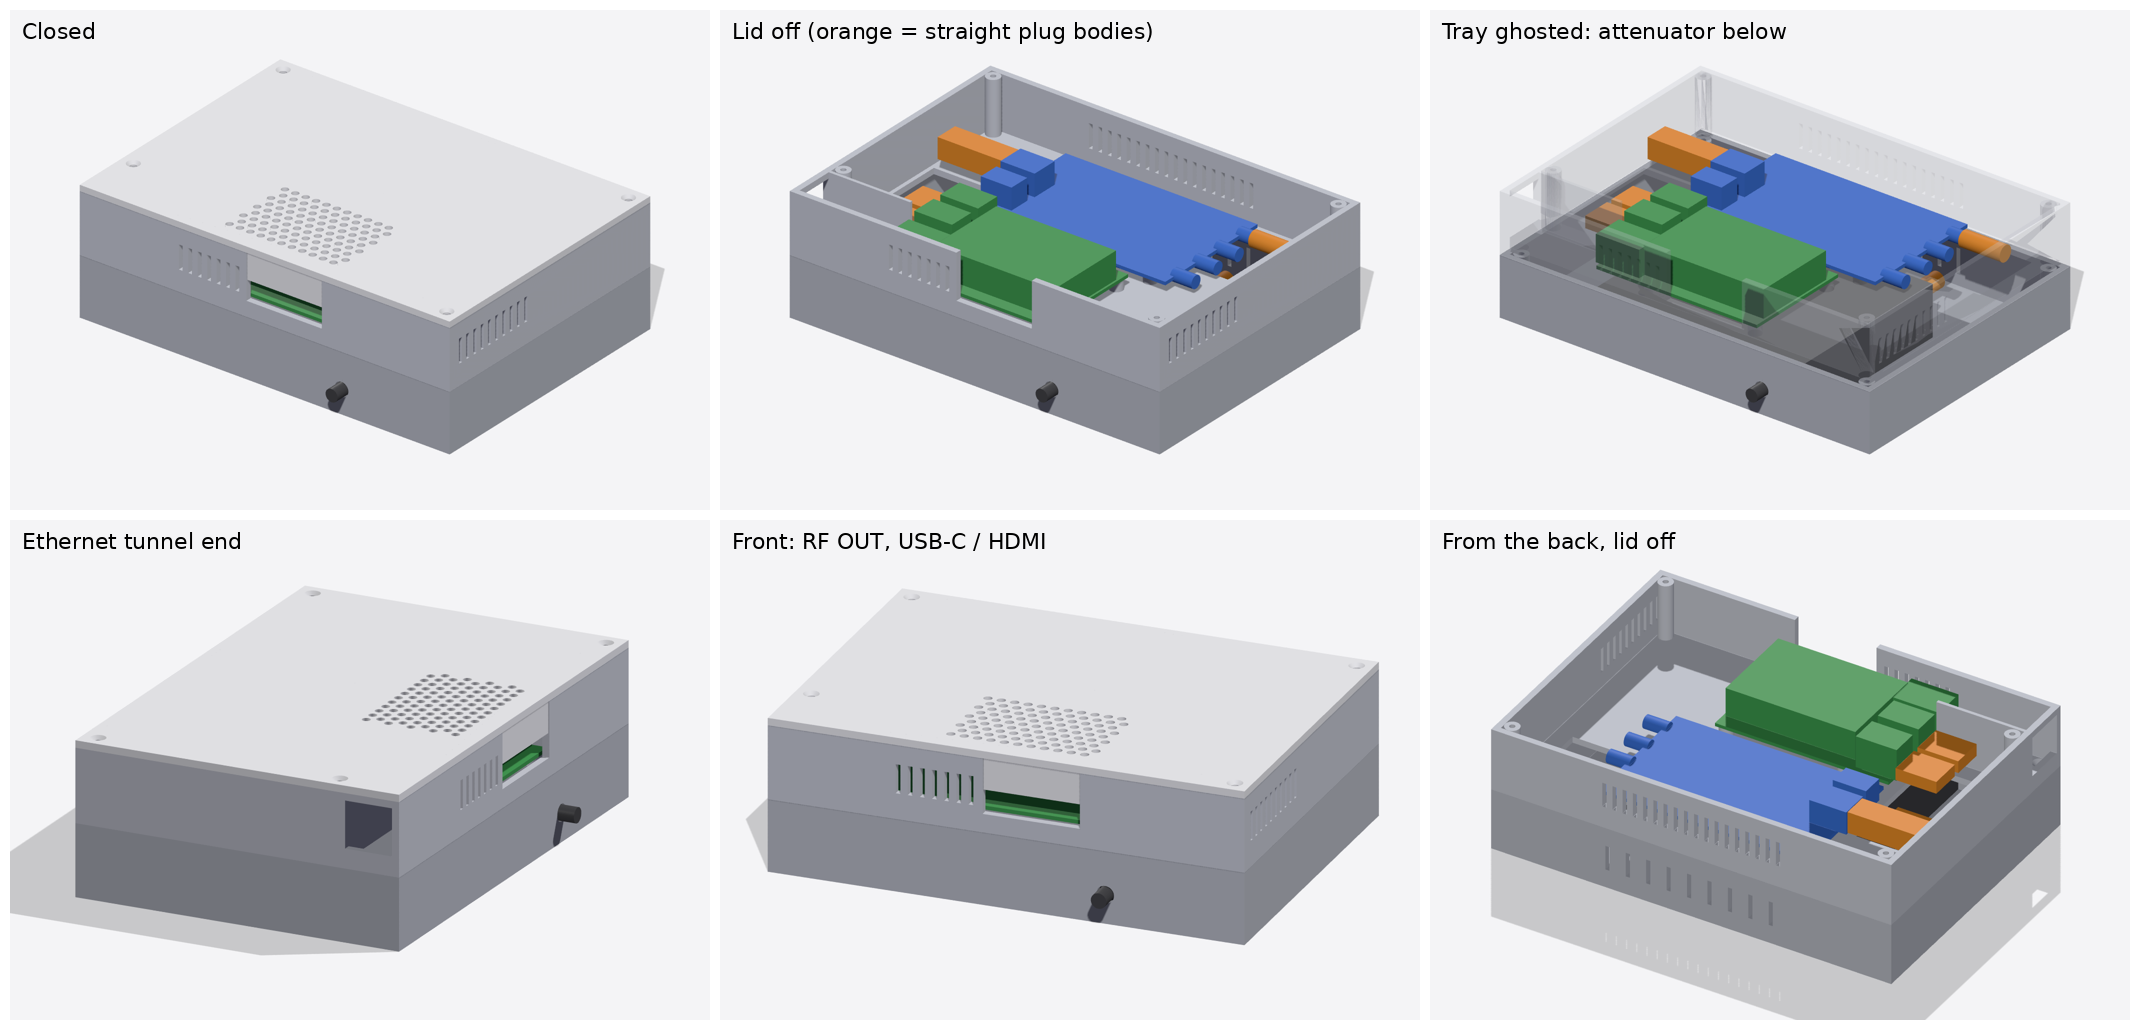 Closed
Lid off (orange = straight plug bodies)
Tray ghosted: attenuator below
Ethernet tunnel end
Front: RF OUT, USB-C / HDMI
From the back, lid off